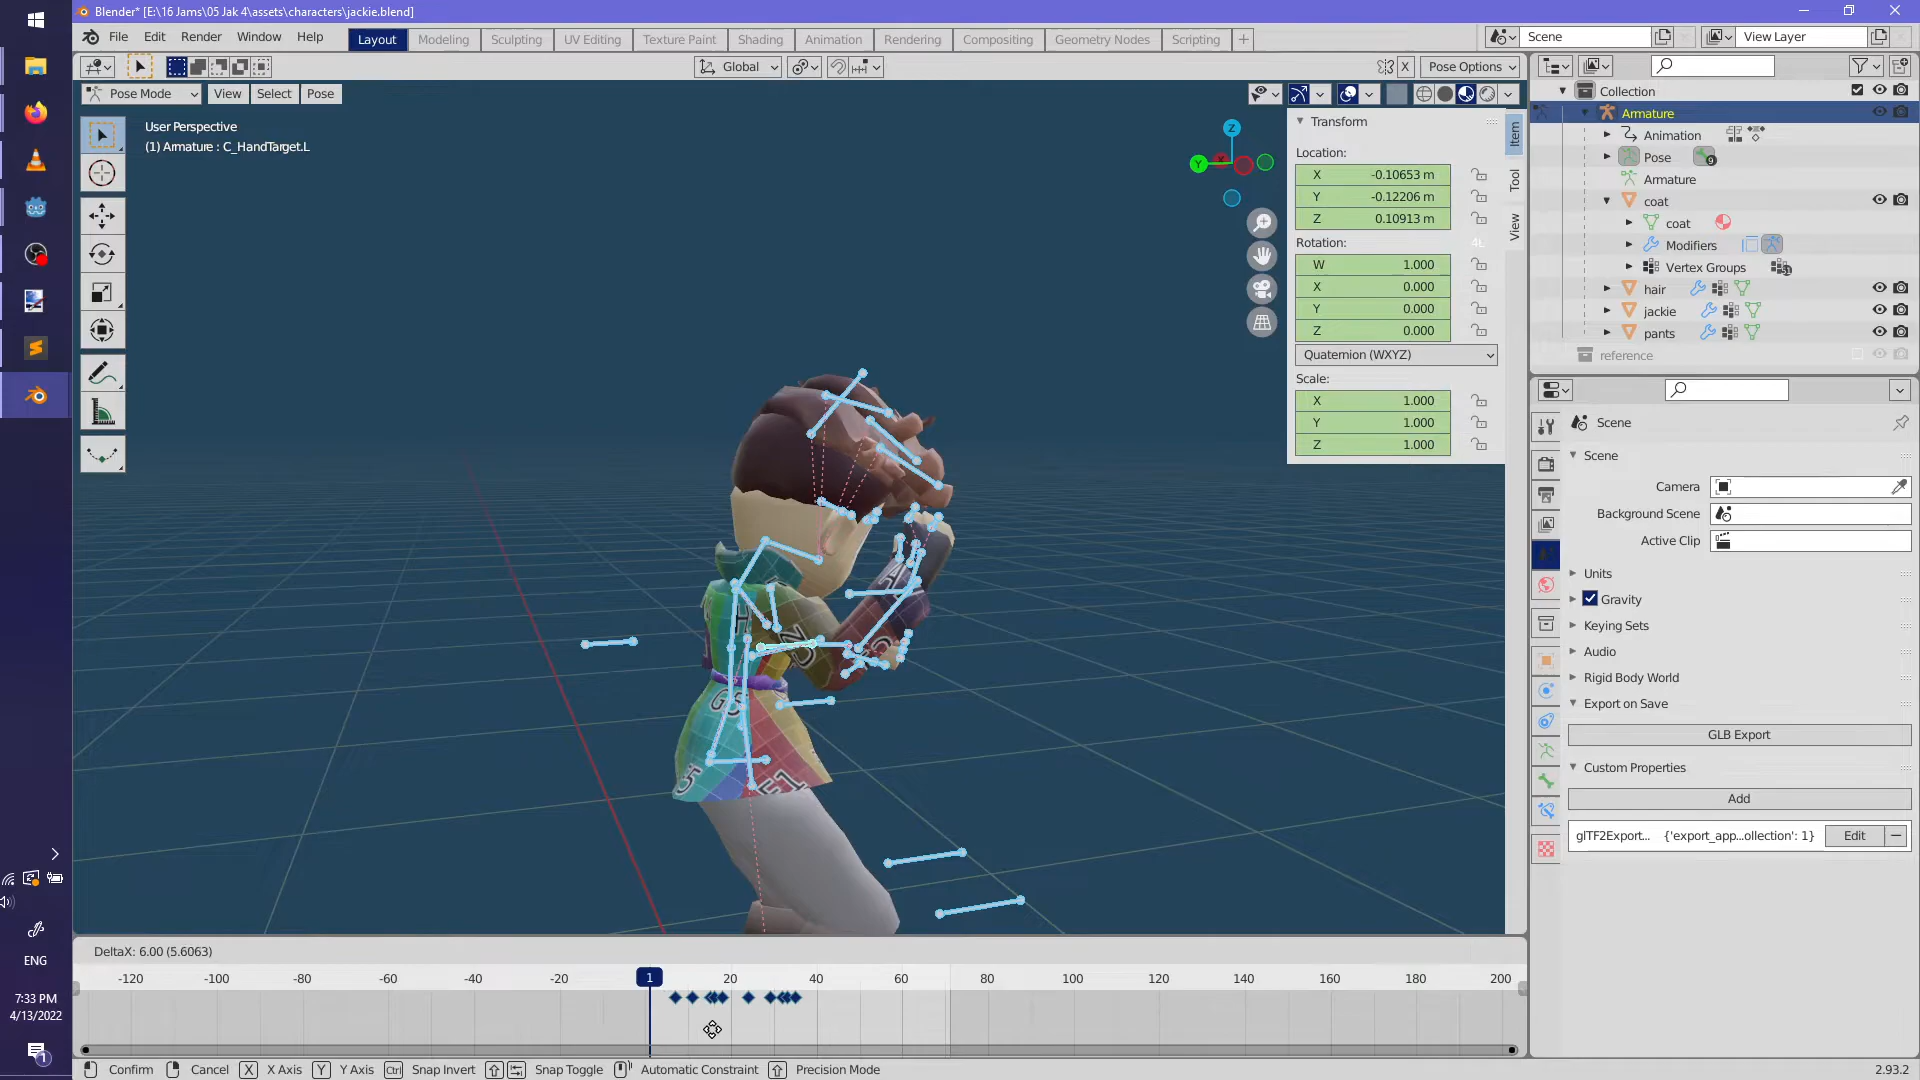 Blender* [E:\16 Jams\05 Jak 4\assets\characters\jackie.blend]
File Edit Render Window Help Layout Modeling Sculpting UV Editing Texture Paint Shading Animation Rendering Compositing Geometry Nodes Scripting + Scene View Layer
Global X Pose Options
Pose Mode View Select Pose
User Perspective
(1) Armature : C_HandTarget.L
Z
Y
Transform
Location:
X -0.10653 m
Y -0.12206 m
Z 0.10913 m
Rotation: 4L
W 1.000
X 0.000
Y 0.000
Z 0.000
Quaternion (WXYZ)
Scale:
X 1.000
Y 1.000
Z 1.000
Item
Tool
View
Collection
Armature
Animation
Pose 9
Armature
coat
coat
Modifiers
Vertex Groups
hair
jackie
pants
reference
Scene
Scene
Camera
Background Scene
Active Clip
Units
Gravity
Keying Sets
Audio
Rigid Body World
Export on Save
GLB Export
Custom Properties
Add
glTF2Export... {'export_app...ollection': 1} Edit
DeltaX: 6.00 (5.6063)
-120 -100 -80 -60 -40 -20 1 20 40 60 80 100 120 140 160 180 200
Confirm Cancel X X Axis Y Y Axis Ctrl Snap Invert Snap Toggle Automatic Constraint Precision Mode 2.93.2
ENG
7:33 PM
4/13/2022
1